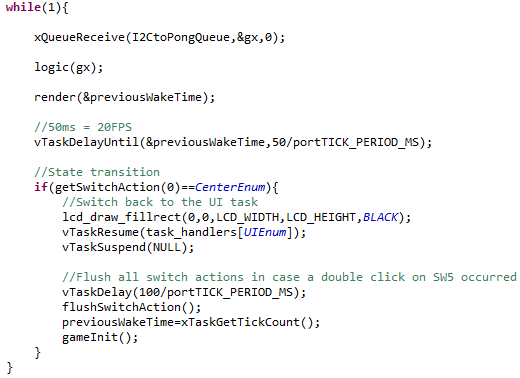 while(1){
xQueueReceive(I2CtoPongQueue,&gx,0);
logic(gx);
render(&previousWakeTime);
//50ms = 20FPS
vTaskDelayUntil(&previousWakeTime,50/portTICK_PERIOD_MS);
//State transition
if(getSwitchAction(0)==CenterEnum){
//Switch back to the UI task
lcd_draw_fillrect(0,0,LCD_WIDTH,LCD_HEIGHT,BLACK);
vTaskResume(task_handlers[UIEnum]);
vTaskSuspend(NULL);
//Flush all switch actions in case a double click on SW5 occurred
vTaskDelay(100/portTICK_PERIOD_MS);
flushSwitchAction();
previousWakeTime=xTaskGetTickCount();
gameInit();
}
}